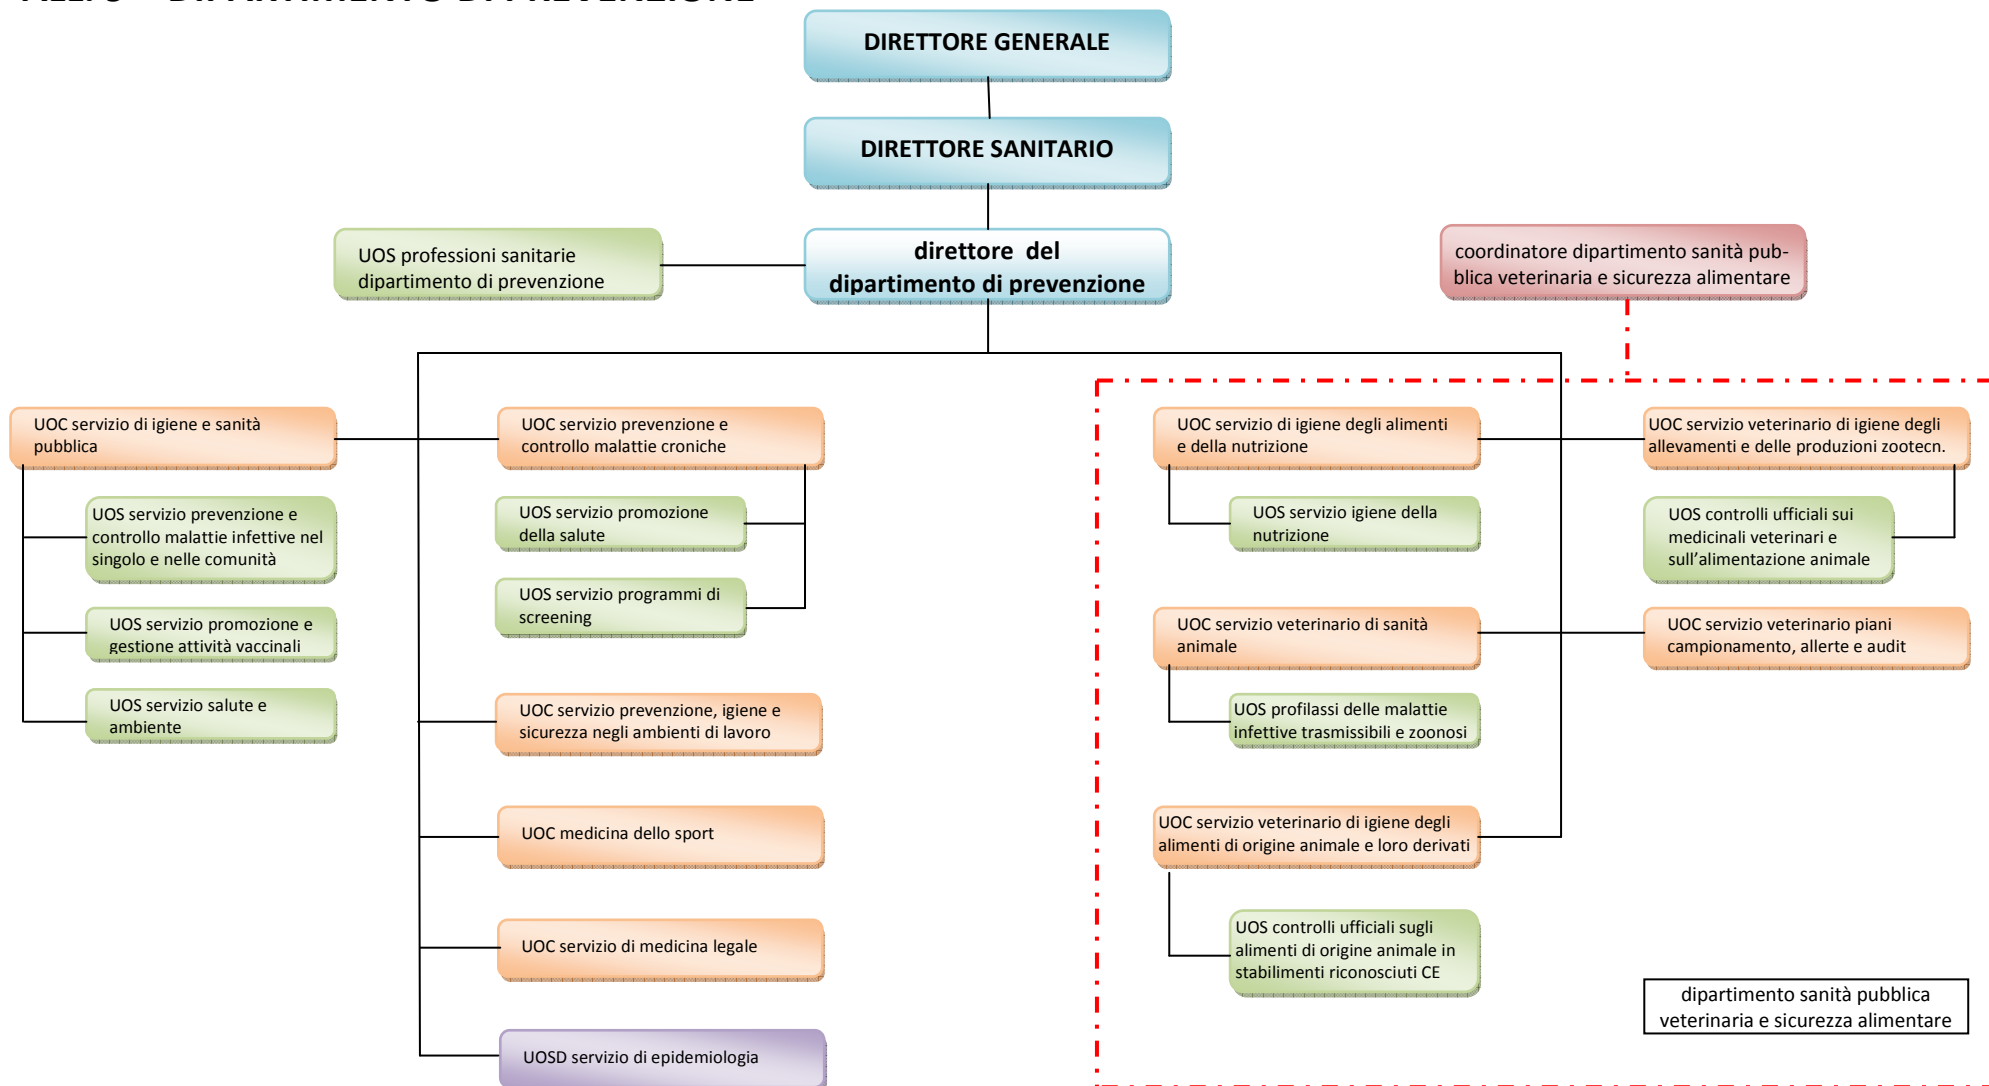 DIRETTORE GENERALE
DIRETTORE SANITARIO
direttore del
dipartimento di prevenzione
UOS professioni sanitarie
dipartimento di prevenzione
coordinatore dipartimento sanità pub-
blica veterinaria e sicurezza alimentare
UOC servizio di igiene e sanità
pubblica
UOS servizio prevenzione e
controllo malattie infettive nel
singolo e nelle comunità
UOS servizio promozione e
gestione attività vaccinali
UOS servizio salute e
ambiente
UOC servizio prevenzione e
controllo malattie croniche
UOS servizio promozione
della salute
UOS servizio programmi di
screening
UOC servizio prevenzione, igiene e
sicurezza negli ambienti di lavoro
UOC medicina dello sport
UOC servizio di medicina legale
UOSD servizio di epidemiologia
UOC servizio di igiene degli alimenti
e della nutrizione
UOS servizio igiene della
nutrizione
UOC servizio veterinario di sanità
animale
UOS profilassi delle malattie
infettive trasmissibili e zoonosi
UOC servizio veterinario di igiene degli
alimenti di origine animale e loro derivati
UOS controlli ufficiali sugli
alimenti di origine animale in
stabilimenti riconosciuti CE
UOC servizio veterinario di igiene degli
allevamenti e delle produzioni zootecn.
UOS controlli ufficiali sui
medicinali veterinari e
sull'alimentazione animale
UOC servizio veterinario piani
campionamento, allerte e audit
dipartimento sanità pubblica
veterinaria e sicurezza alimentare